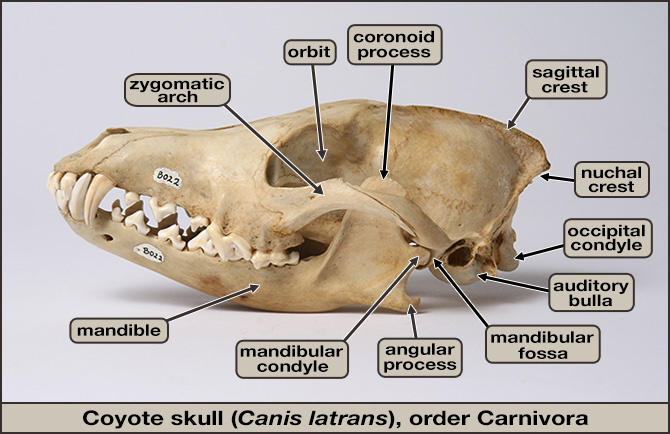 coronoid
process
orbit
zygomatic
arch
sagittal
crest
B022
nuchal
crest
occipital
condyle
B022
auditory
bulla
mandible
mandibular
condyle
angular
process
mandibular
fossa
Coyote skull (Canis latrans), order Carnivora